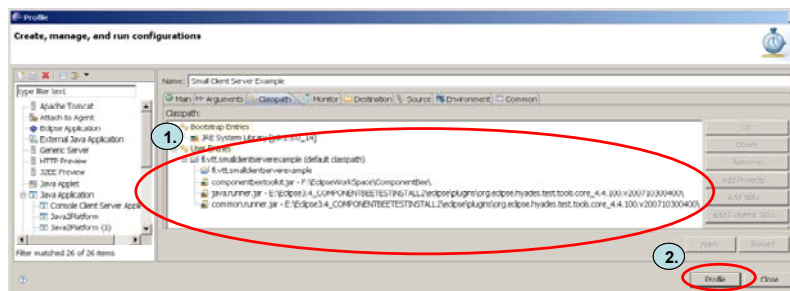 Profile
Create, manage, and run configurations
Name: Small Client Server Example
type filter text
Main Arguments Classpath Monitor Destination Source Environment Common
Classpath:
Apache Tomcat
Attach to Agent
Eclipse Application
External Java Application
Generic Server
HTTP Preview
J2EE Preview
Java Applet
Java Application
Console Client Server Appli
Java2Platform
Java2Platform (1)
Filter matched 26 of 26 items
1.
Bootstrap Entries
JRE System Library
User Entries
fi.vtt.smallclientserverexample (default classpath)
fi.vtt.smallclientserverexample
componentbeetoolkit.jar - F:\EclipseWorkSpace\ComponentBee\
java.runner.jar - E:\Eclipse3.4_COMPONENTBEETESTINSTALL2\eclipse\plugins\org.eclipse.hyades.test.tools.core_4.4.100.v200710300400\
common.runner.jar - E:\Eclipse3.4_COMPONENTBEETESTINSTALL2\eclipse\plugins\org.eclipse.hyades.test.tools.core_4.4.100.v200710300400\
Up
Down
Remove
Add Projects
Add JARs
Add External JARs
Apply Revert
2.
Profile Close